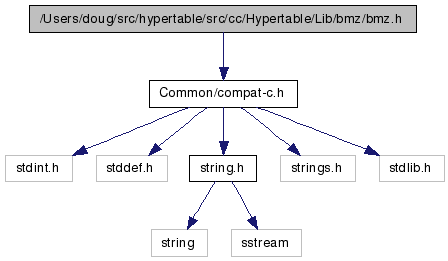 /Users/doug/src/hypertable/src/cc/Hypertable/Lib/bmz/bmz.h
Common/compat-c.h
stdint.h
stddef.h
string.h
strings.h
stdlib.h
string
sstream